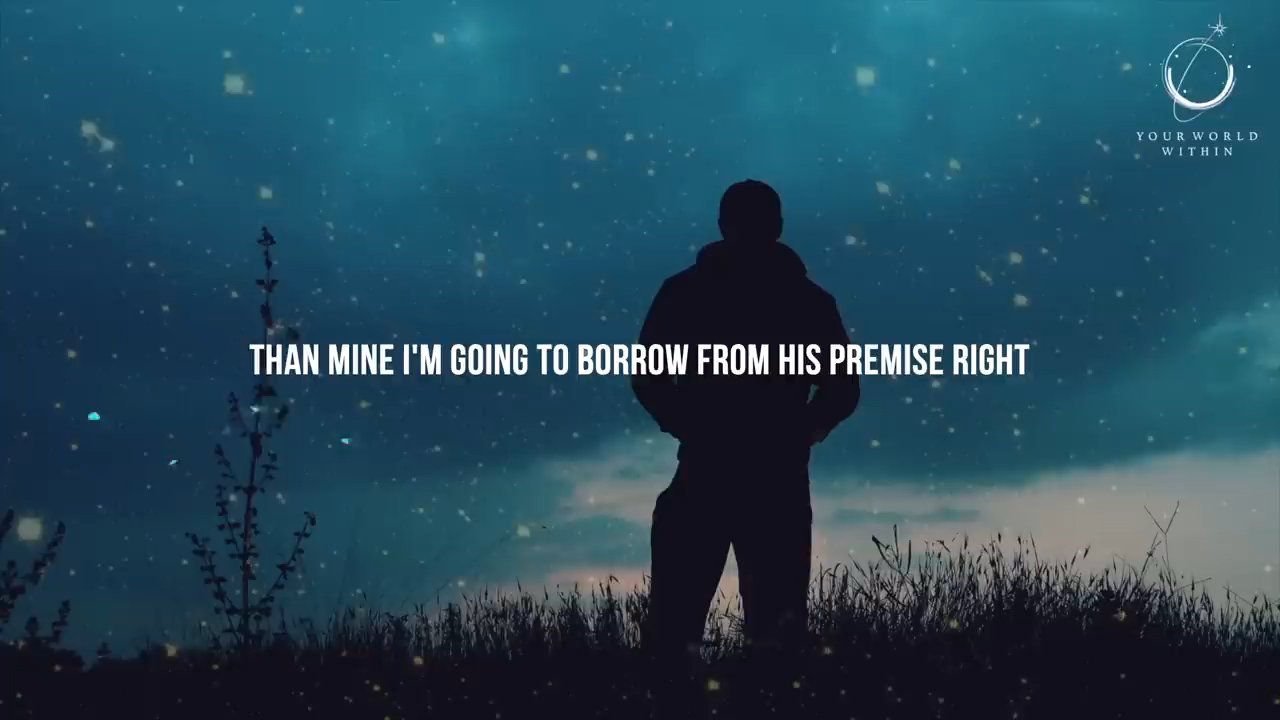 YOUR WORLD
WITHIN
THAN MINE I'M GOING TO BORROW FROM HIS PREMISE RIGHT